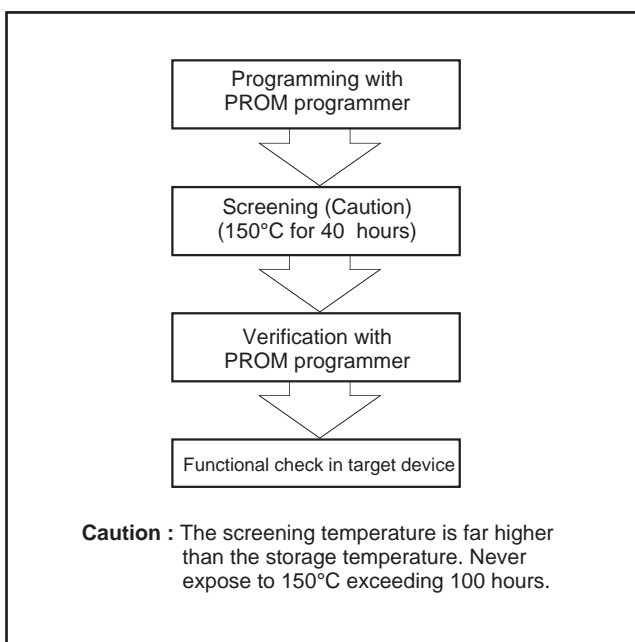 Programming with
PROM programmer
Screening (Caution)
(150°C for 40 hours)
Verification with
PROM programmer
Functional check in target device
Caution : The screening temperature is far higher
than the storage temperature. Never
expose to 150°C exceeding 100 hours.